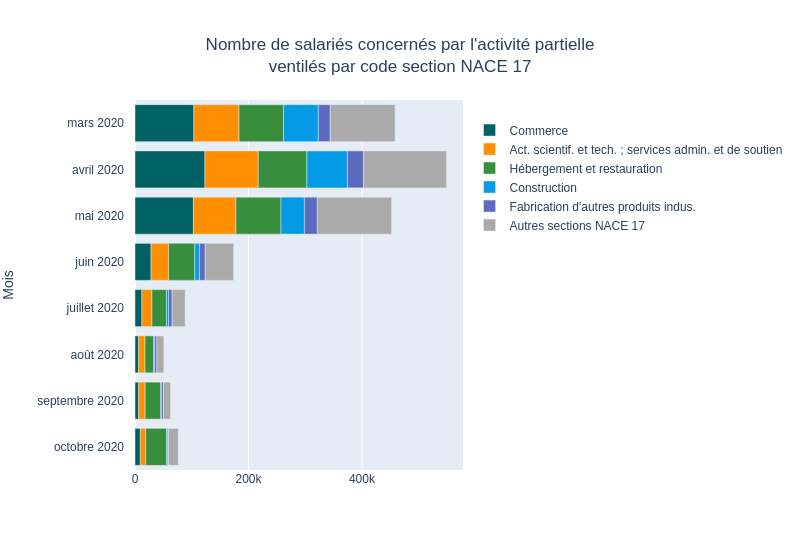 Nombre de salariés concernés par l'activité partielle
ventilés par code section NACE 17
mars 2020
avril 2020
mai 2020
juin 2020
juillet 2020
août 2020
septembre 2020
octobre 2020
Mois
0
200k
400k
Commerce
Act. scientif. et tech. ; services admin. et de soutien
Hébergement et restauration
Construction
Fabrication d'autres produits indus.
Autres sections NACE 17